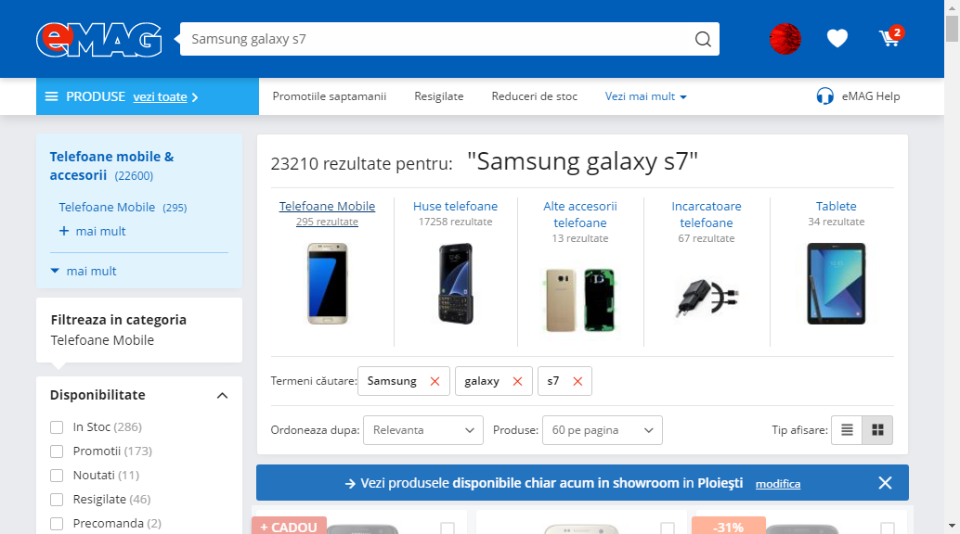 eMAG
Samsung galaxy s7
2
PRODUSE vezi toate
Promotiile saptamanii
Resigilate
Reduceri de stoc
Vezi mai mult
eMAG Help
Telefoane mobile &
accesorii (22600)
Telefoane Mobile (295)
+ mai mult
mai mult
Filtreaza in categoria
Telefoane Mobile
Disponibilitate
In Stoc (286)
Promotii (173)
Noutati (11)
Resigilate (46)
Precomanda (2)
23210 rezultate pentru: "Samsung galaxy s7"
Telefoane Mobile
295 rezultate
Huse telefoane
17258 rezultate
Alte accesorii
telefoane
13 rezultate
Incarcatoare
telefoane
67 rezultate
Tablete
34 rezultate
Termeni căutare: Samsung galaxy s7
Ordoneaza dupa: Relevanta Produse: 60 pe pagina Tip afisare:
Vezi produsele disponibile chiar acum in showroom in Ploieşti modifica
+ CADOU
-31%